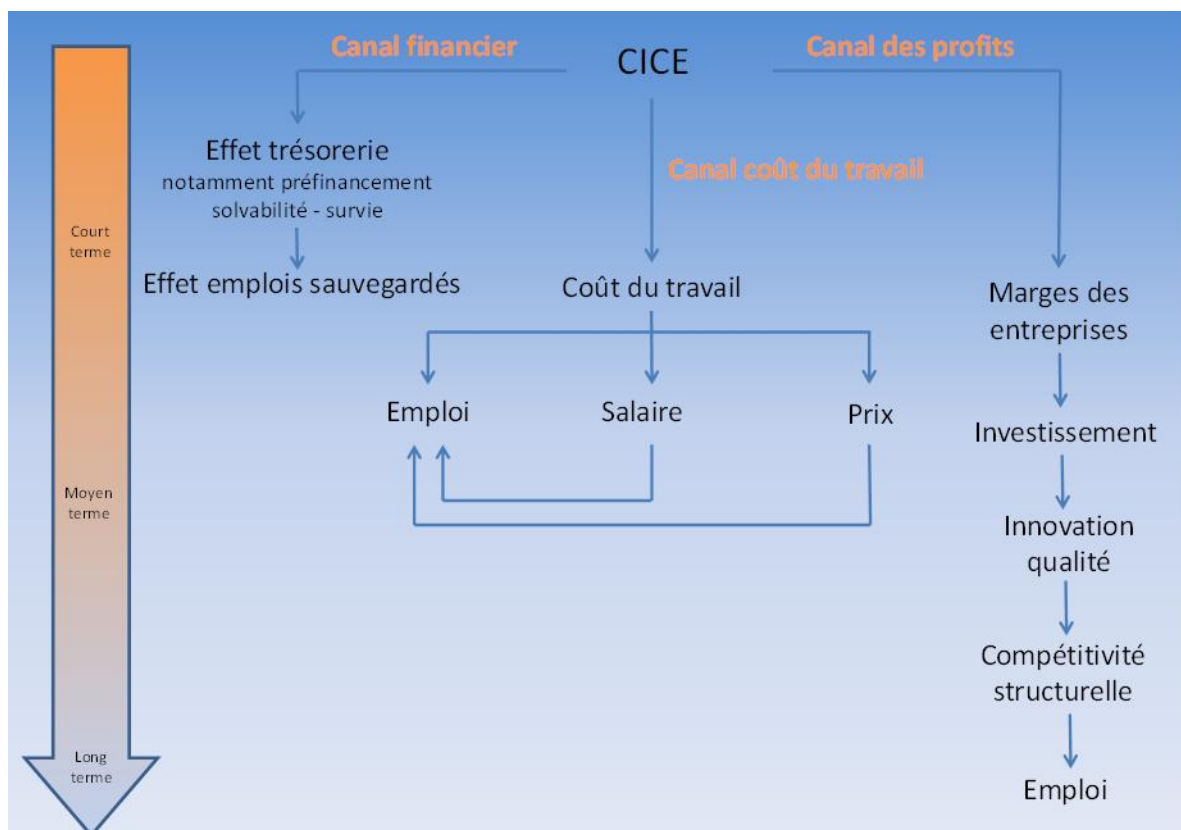 Canal financier
Canal des profits
CICE
Effet trésorerie
notamment préfinancement
solvabilité - survie
Canal coût du travail
Court
terme
Effet emplois sauvegardés
Coût du travail
Marges des
entreprises
Emploi
Salaire
Prix
Investissement
Moyen
terme
Innovation
qualité
Compétitivité
structurelle
Long
terme
Emploi